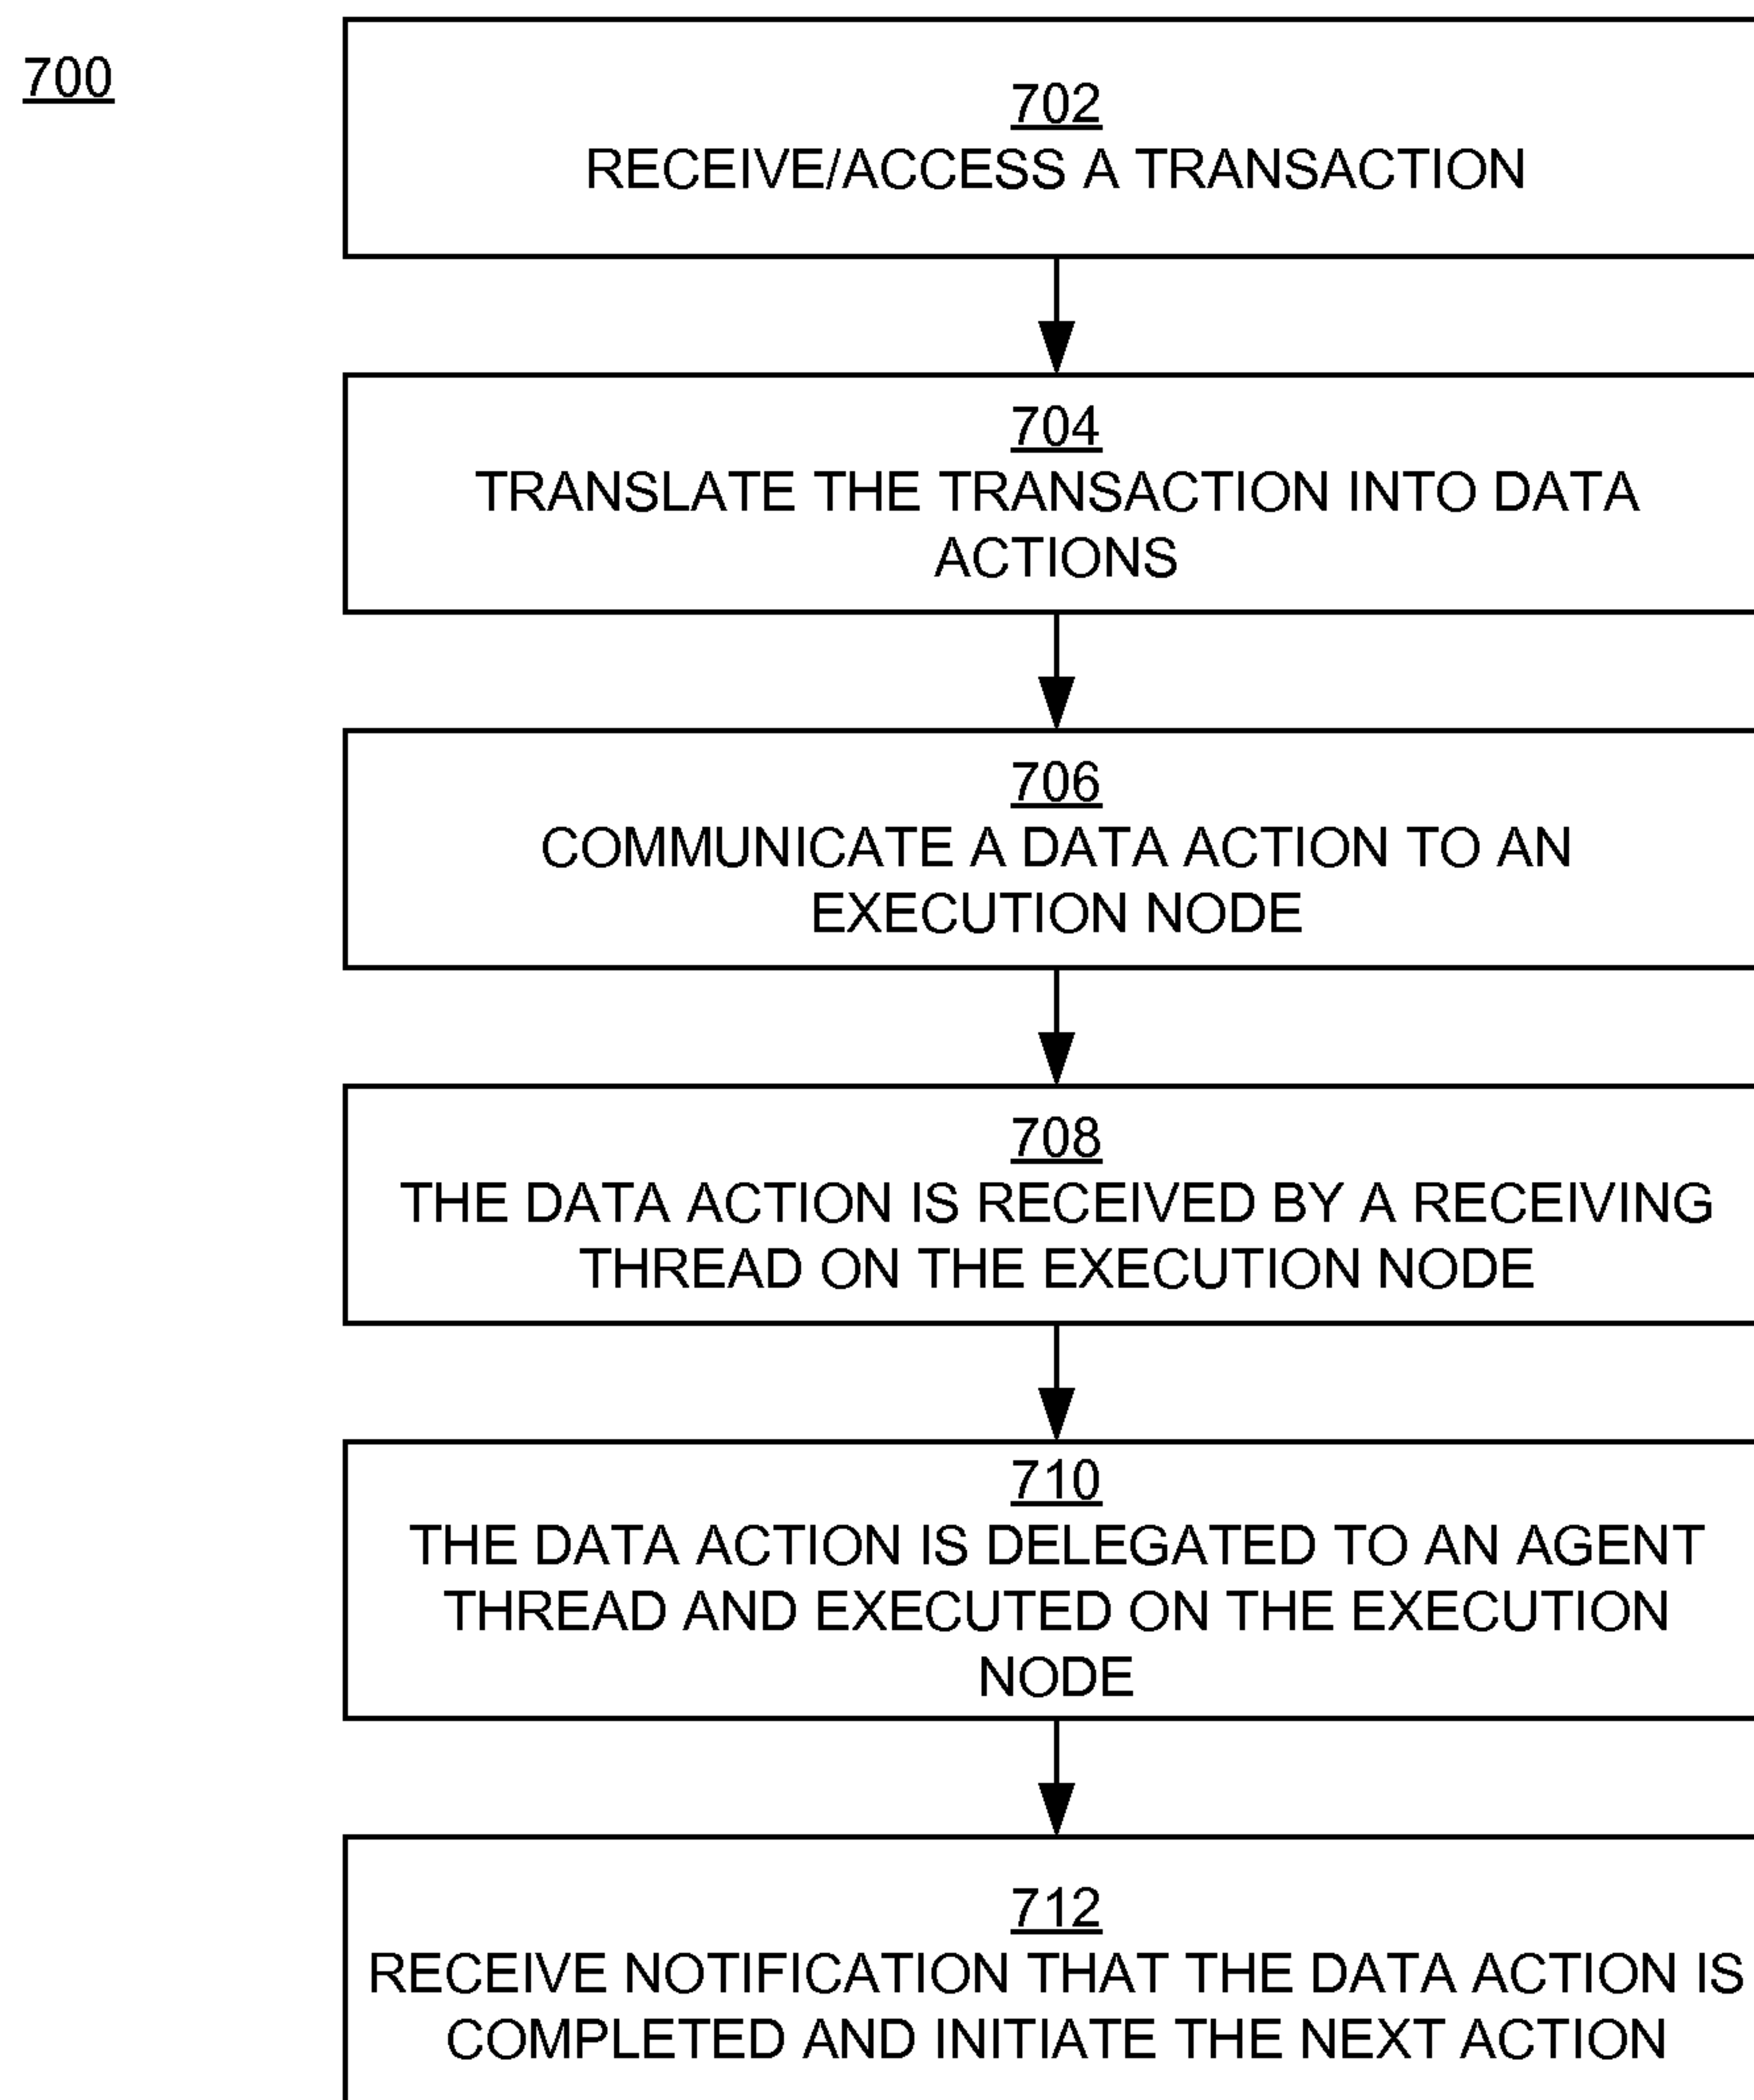 700
702
RECEIVE/ACCESS A TRANSACTION
704
TRANSLATE THE TRANSACTION INTO DATA
ACTIONS
706
COMMUNICATE A DATA ACTION TO AN
EXECUTION NODE
708
THE DATA ACTION IS RECEIVED BY A RECEIVING
THREAD ON THE EXECUTION NODE
710
THE DATA ACTION IS DELEGATED TO AN AGENT
THREAD AND EXECUTED ON THE EXECUTION
NODE
712
RECEIVE NOTIFICATION THAT THE DATA ACTION IS
COMPLETED AND INITIATE THE NEXT ACTION